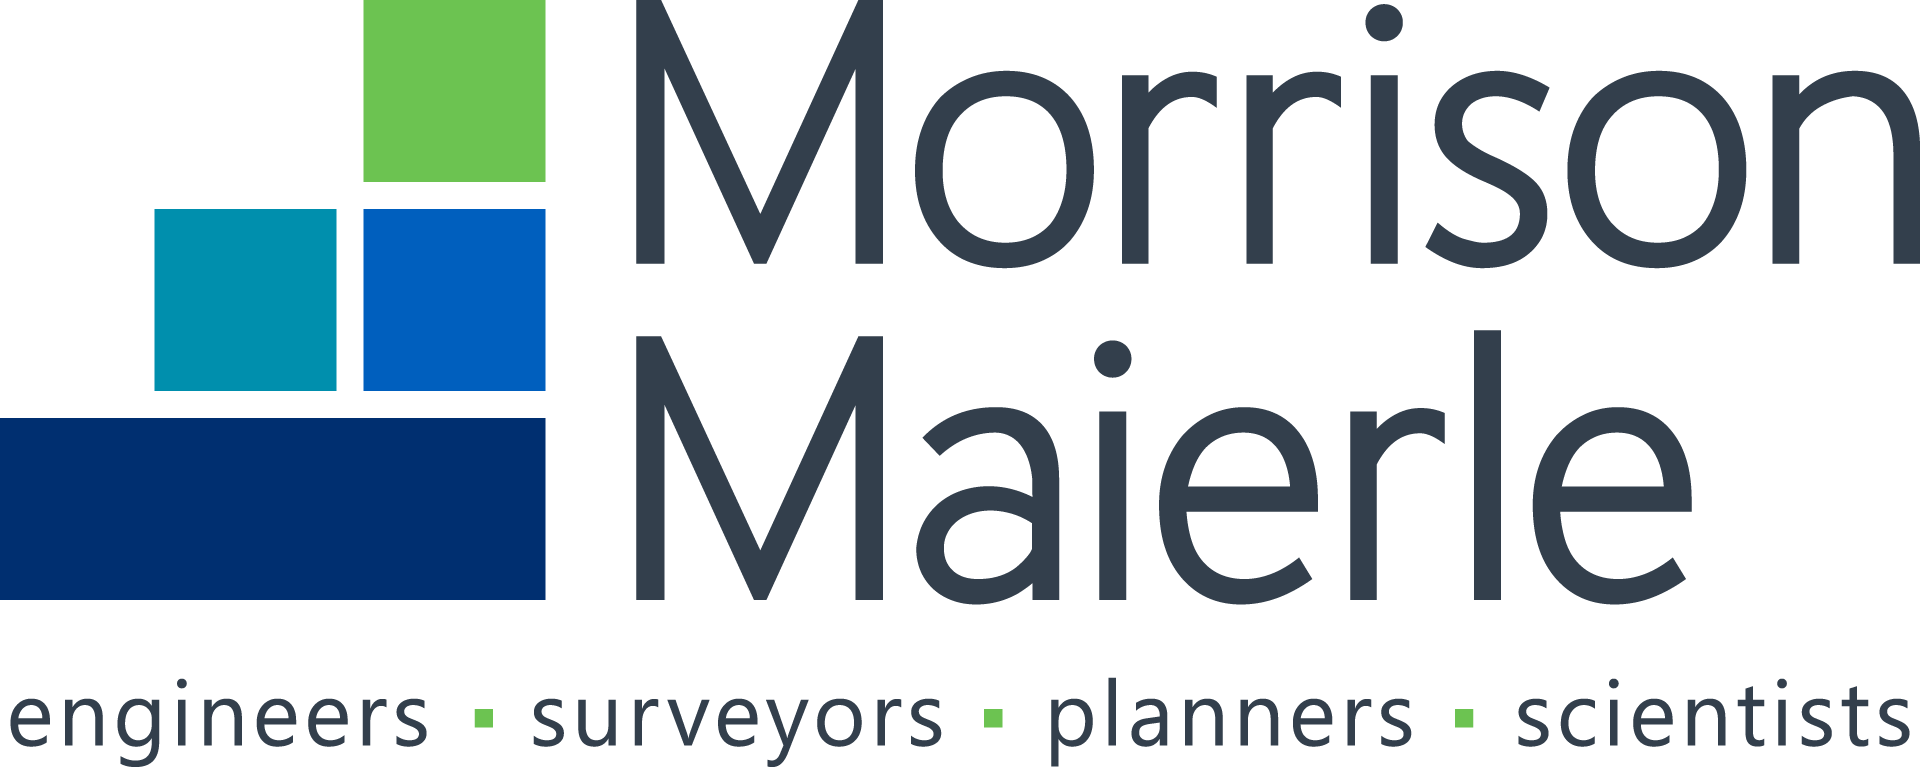 Morrison
Maierle
engineers ▪ surveyors ▪ planners ▪ scientists